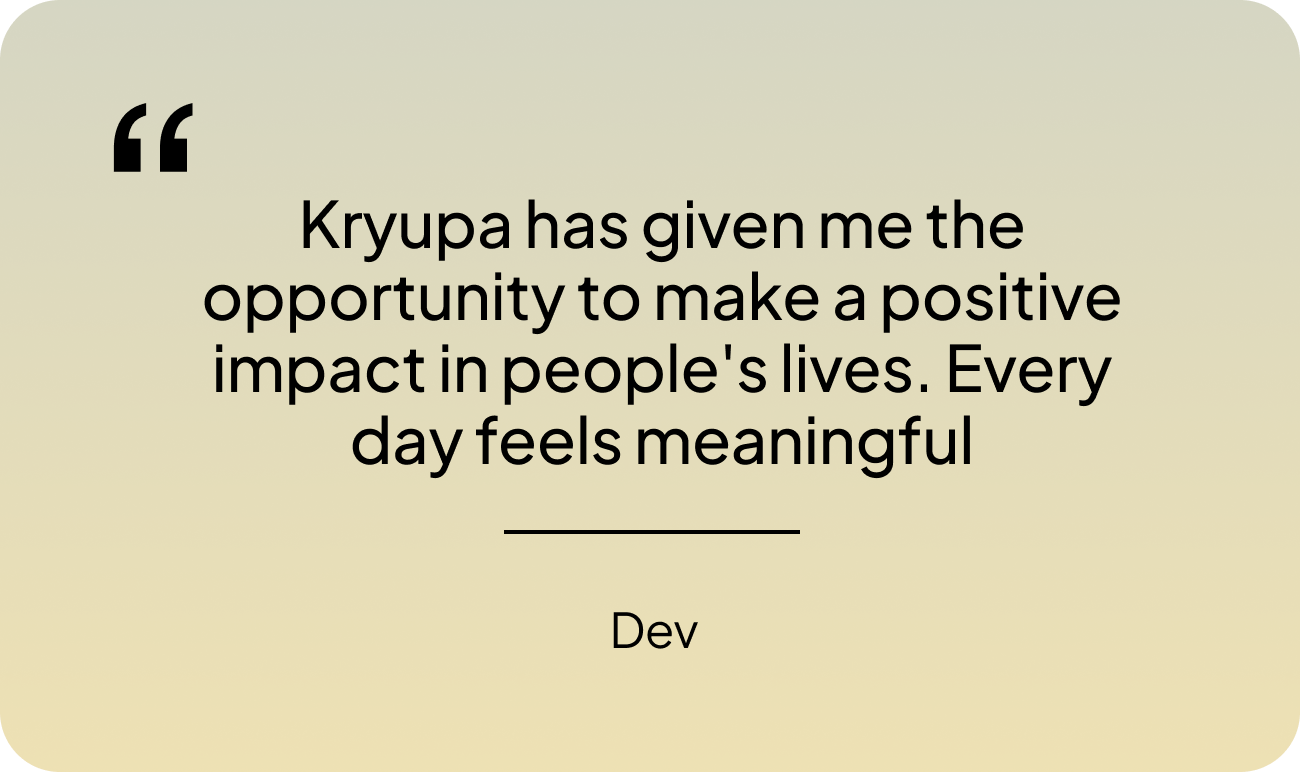 “
Kryupa has given me the
opportunity to make a positive
impact in people's lives. Every
day feels meaningful
Dev